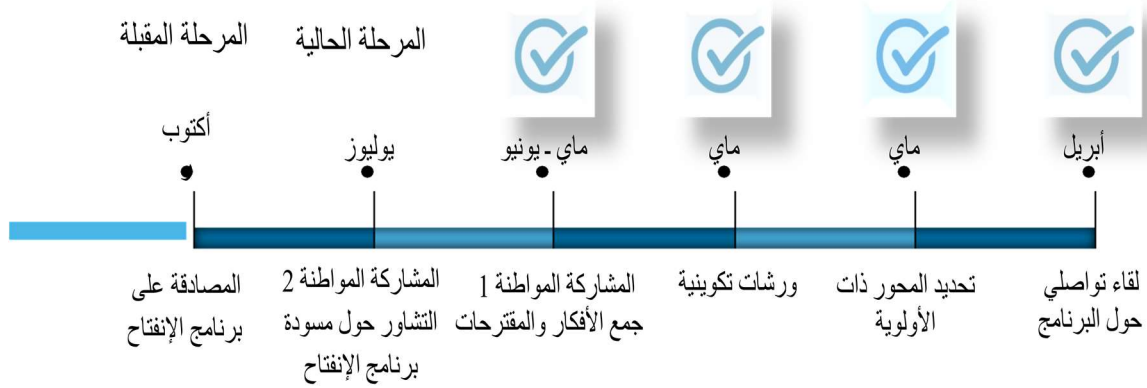 المرحلة الحالية
المرحلة المقبلة
أبريل
ماي
ماي
ماي - يونيو
يوليوز
أكتوب
لقاء تواصلي
حول البرنامج
تحديد المحور ذات
الأولوية
ورشات تكوينية
المشاركة المواطنة 1
جمع الأفكار والمقترحات
المشاركة المواطنة 2
التشاور حول مسودة
برنامج الإنفتاح
المصادقة على
برنامج الإنفتاح